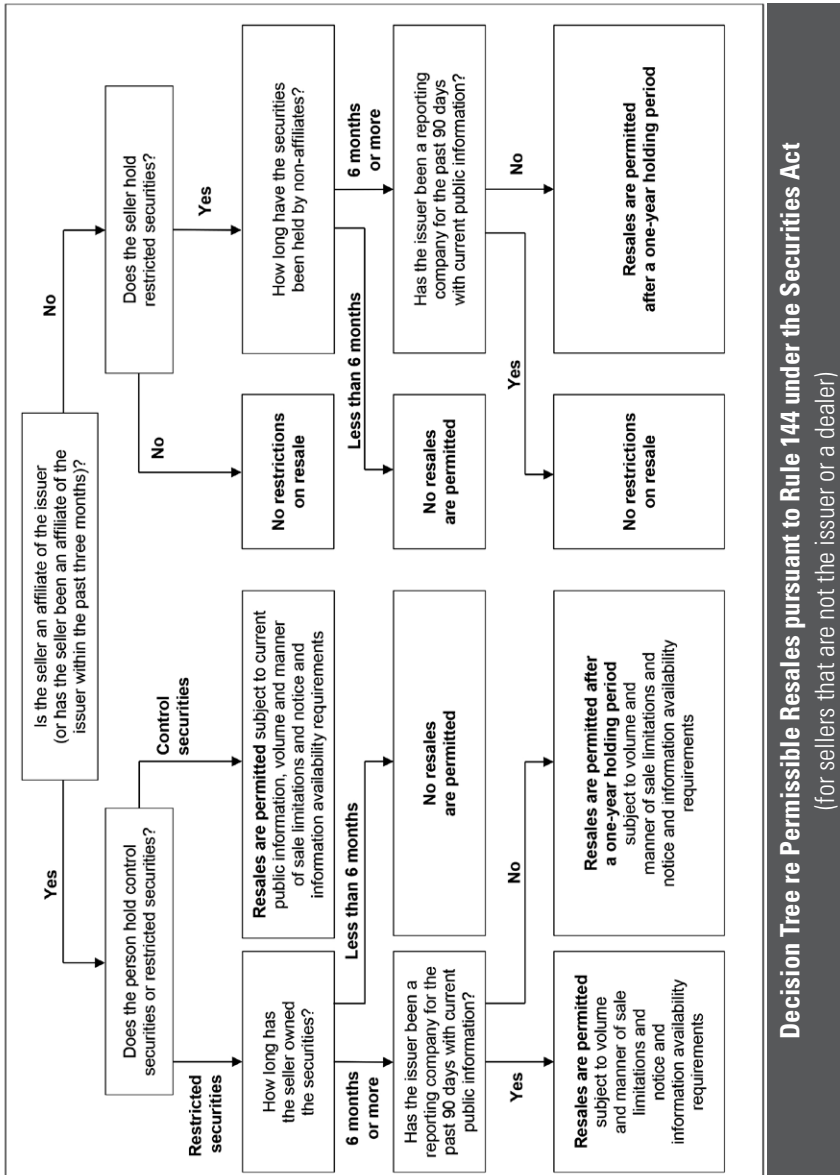 Is the seller an affiliate of the issuer
(or has the seller been an affiliate of the
issuer within the past three months)?
Yes
No
Does the person hold control
securities or restricted securities?
Does the seller hold
restricted securities?
Restricted
securities
Control
securities
No
Yes
How long has
the seller owned
the securities?
Resales are permitted subject to current
public information, volume and manner
of sale limitations and notice and
information availability requirements
No restrictions
on resale
How long have the securities
been held by non-affiliates?
6 months
or more
Less than 6 months
Less than 6 months
6 months
or more
Has the issuer been a
reporting company for the
past 90 days with current
public information?
No resales
are permitted
No resales
are permitted
Has the issuer been a reporting
company for the past 90 days
with current public information?
Yes
No
Yes
No
Resales are permitted
subject to volume
and manner of sale
limitations and
notice and
information availability
requirements
Resales are permitted after
a one-year holding period
subject to volume and
manner of sale limitations and
notice and information availability
requirements
No restrictions
on resale
Resales are permitted
after a one-year holding period
Decision Tree re Permissible Resales pursuant to Rule 144 under the Securities Act
(for sellers that are not the issuer or a dealer)